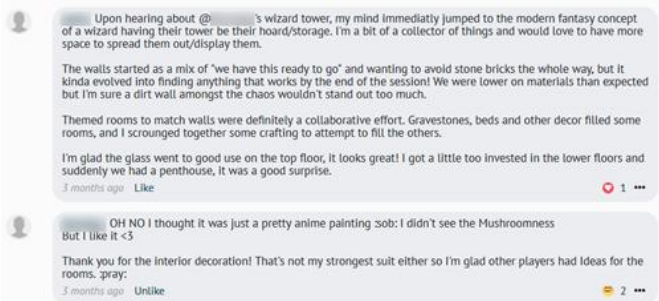 Upon hearing about @ 's wizard tower, my mind immediatly jumped to the modern fantasy concept
of a wizard having their tower be their hoard/storage. I'm a bit of a collector of things and would love to have more
space to spread them out/display them.
The walls started as a mix of "we have this ready to go" and wanting to avoid stone bricks the whole way, but it
kinda evolved into finding anything that works by the end of the session! We were lower on materials than expected
but I'm sure a dirt wall amongst the chaos wouldn't stand out too much.
Themed rooms to match walls were definitely a collaborative effort. Gravestones, beds and other decor filled some
rooms, and I scrounged together some crafting to attempt to fill the others.
I'm glad the glass went to good use on the top floor, it looks great! I got a little too invested in the lower floors and
suddenly we had a penthouse, it was a good surprise.
3 months ago Like 1 •••
OH NO I thought it was just a pretty anime painting :sob: I didn't see the Mushroomness
But I like it <3
Thank you for the interior decoration! That's not my strongest suit either so I'm glad other players had Ideas for the
rooms. :pray:
3 months ago Unlike 2 •••